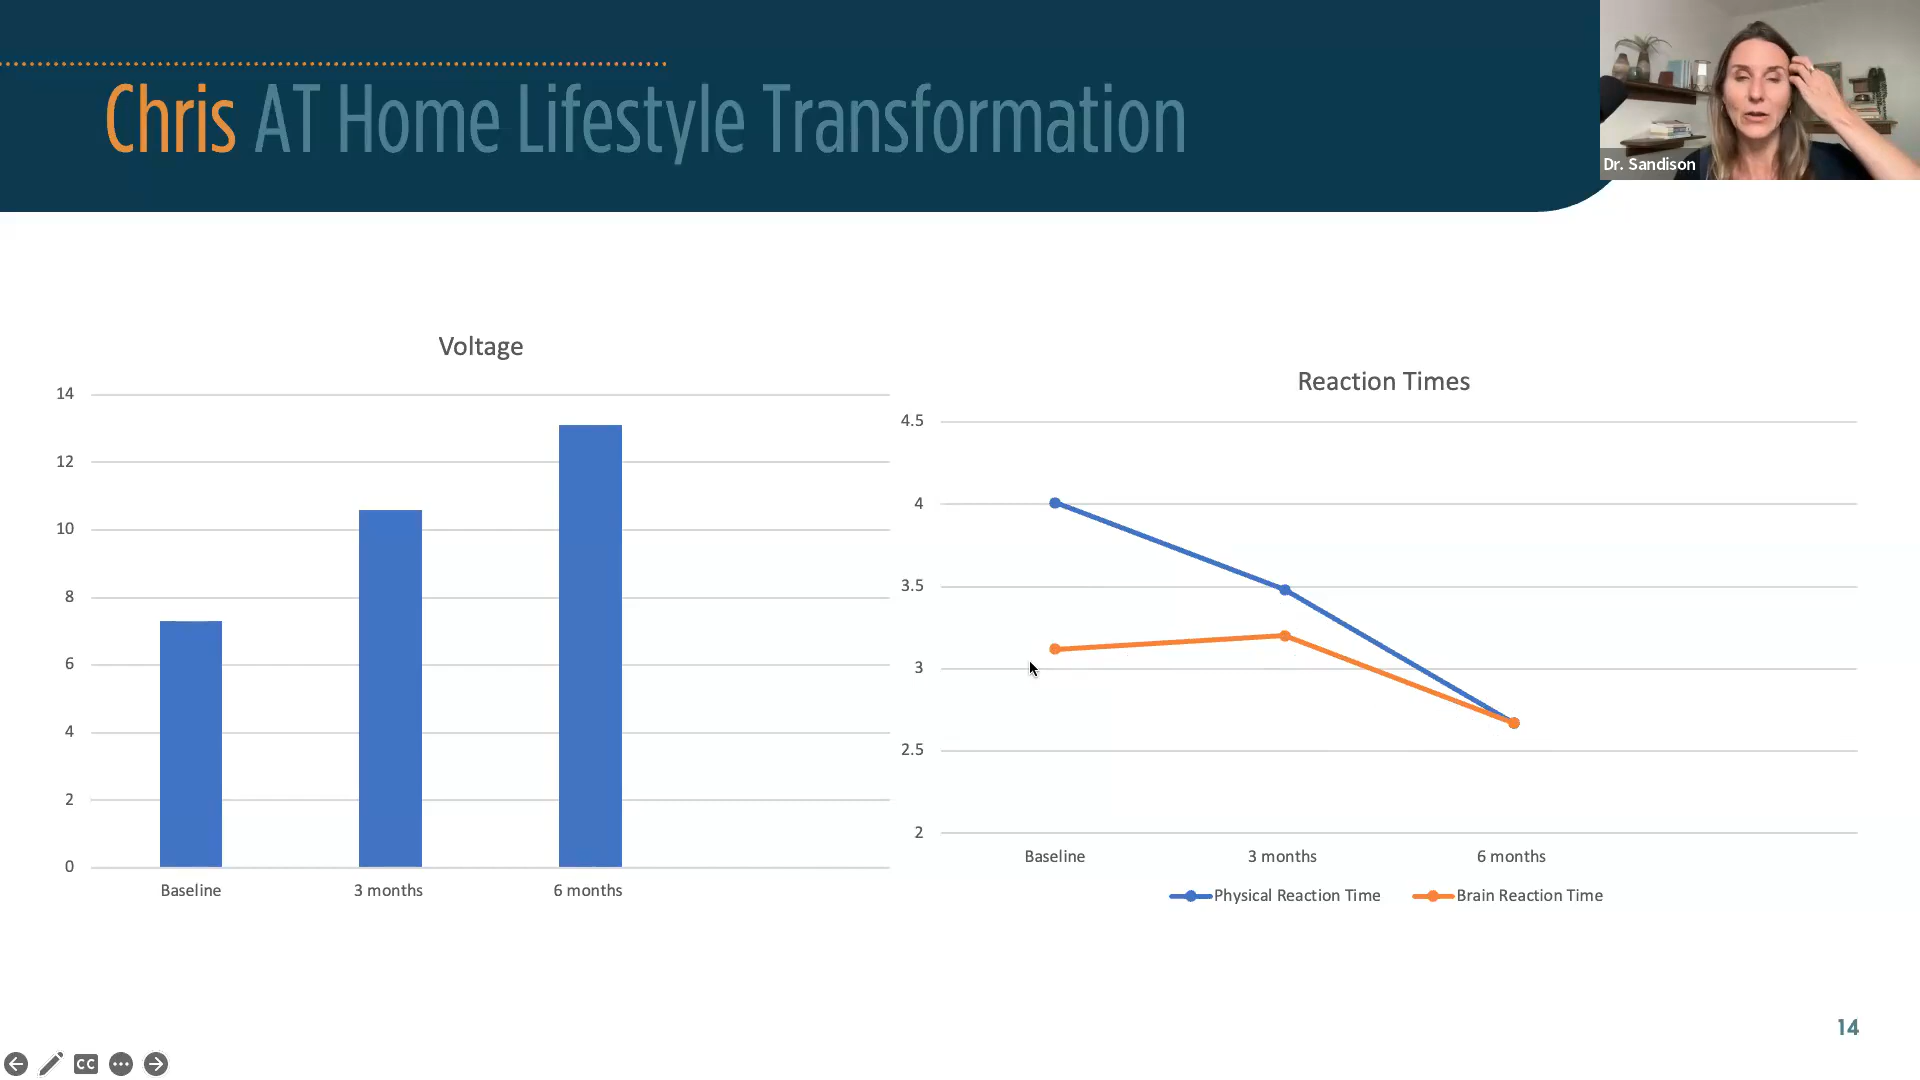 Chris AT Home Lifestyle Transformation
Dr. Sandison
Voltage
14
12
10
8
6
4
2
0
Baseline 3 months 6 months
Reaction Times
4.5
4
3.5
3
2.5
2
Baseline 3 months 6 months
Physical Reaction Time Brain Reaction Time
14
CC